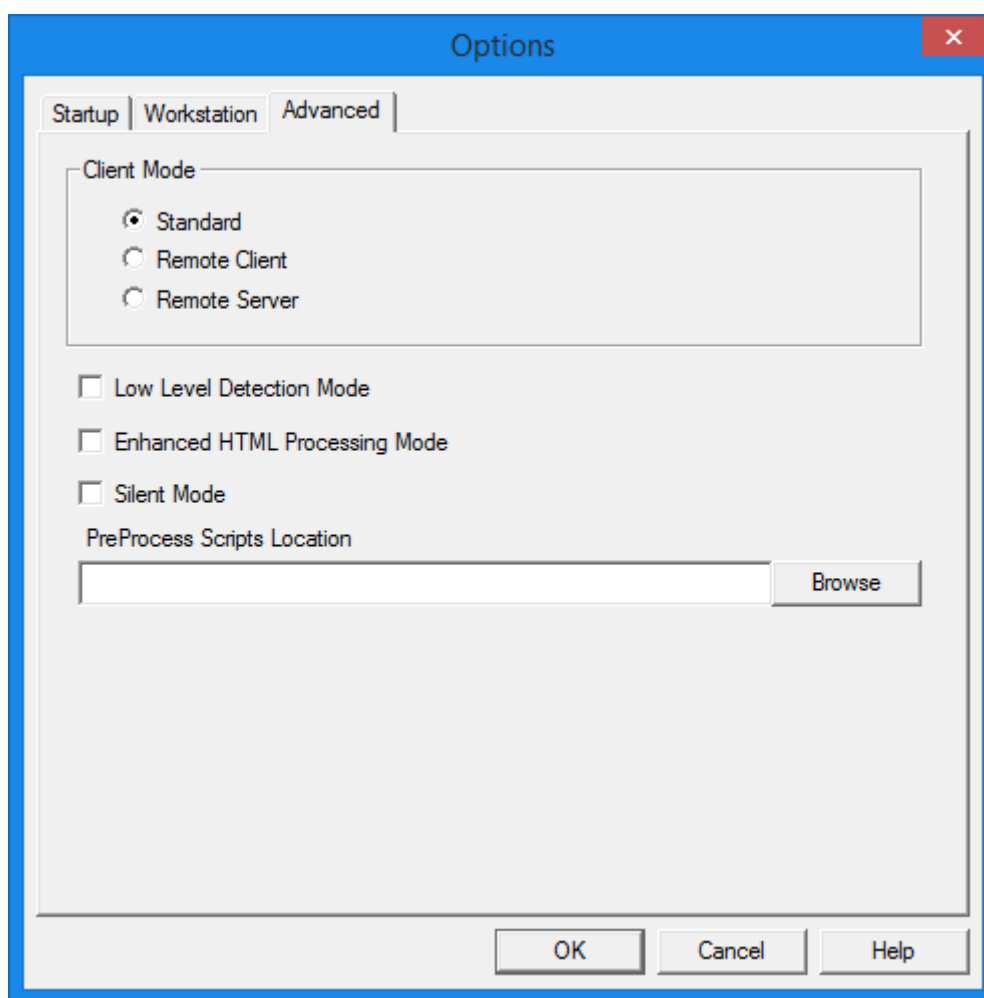 Options
Startup Workstation Advanced
Client Mode
Standard
Remote Client
Remote Server
Low Level Detection Mode
Enhanced HTML Processing Mode
Silent Mode
PreProcess Scripts Location
Browse
OK Cancel Help